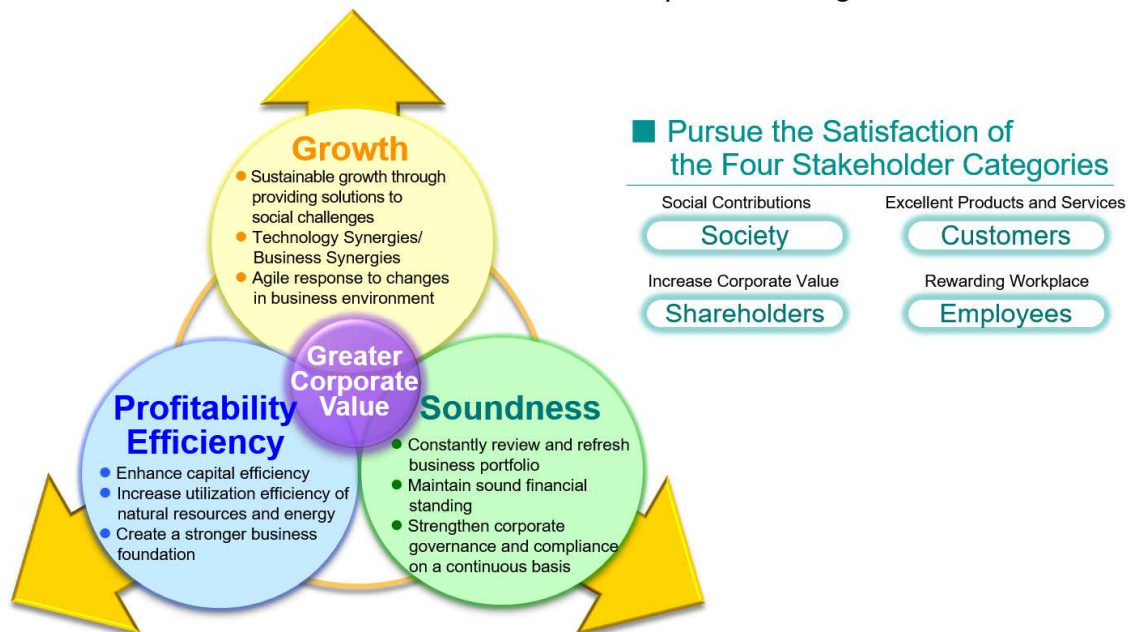 Growth
● Sustainable growth through
providing solutions to
social challenges
● Technology Synergies/
Business Synergies
● Agile response to changes
in business environment
Greater
Corporate
Value
Profitability
Efficiency
● Enhance capital efficiency
● Increase utilization efficiency of
natural resources and energy
● Create a stronger business
foundation
Soundness
● Constantly review and refresh
business portfolio
● Maintain sound financial
standing
● Strengthen corporate
governance and compliance
on a continuous basis
■ Pursue the Satisfaction of
the Four Stakeholder Categories
Social Contributions
Society
Excellent Products and Services
Customers
Increase Corporate Value
Shareholders
Rewarding Workplace
Employees